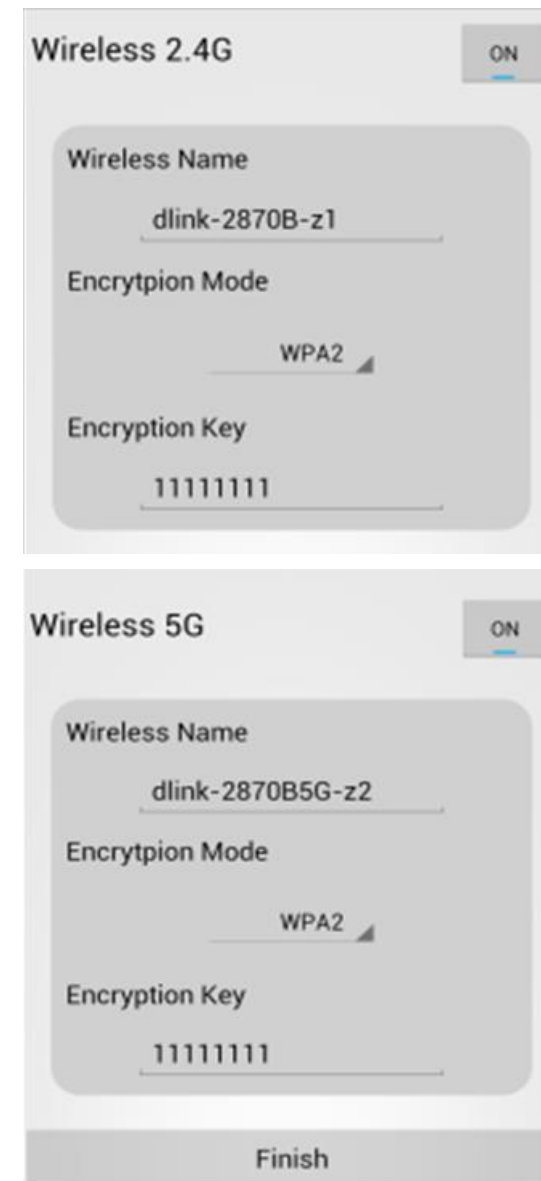 Wireless 2.4G ON
Wireless Name
dlink-2870B-z1
Encrytpion Mode
WPA2
Encryption Key
11111111
Wireless 5G ON
Wireless Name
dlink-2870B5G-z2
Encrytpion Mode
WPA2
Encryption Key
11111111
Finish